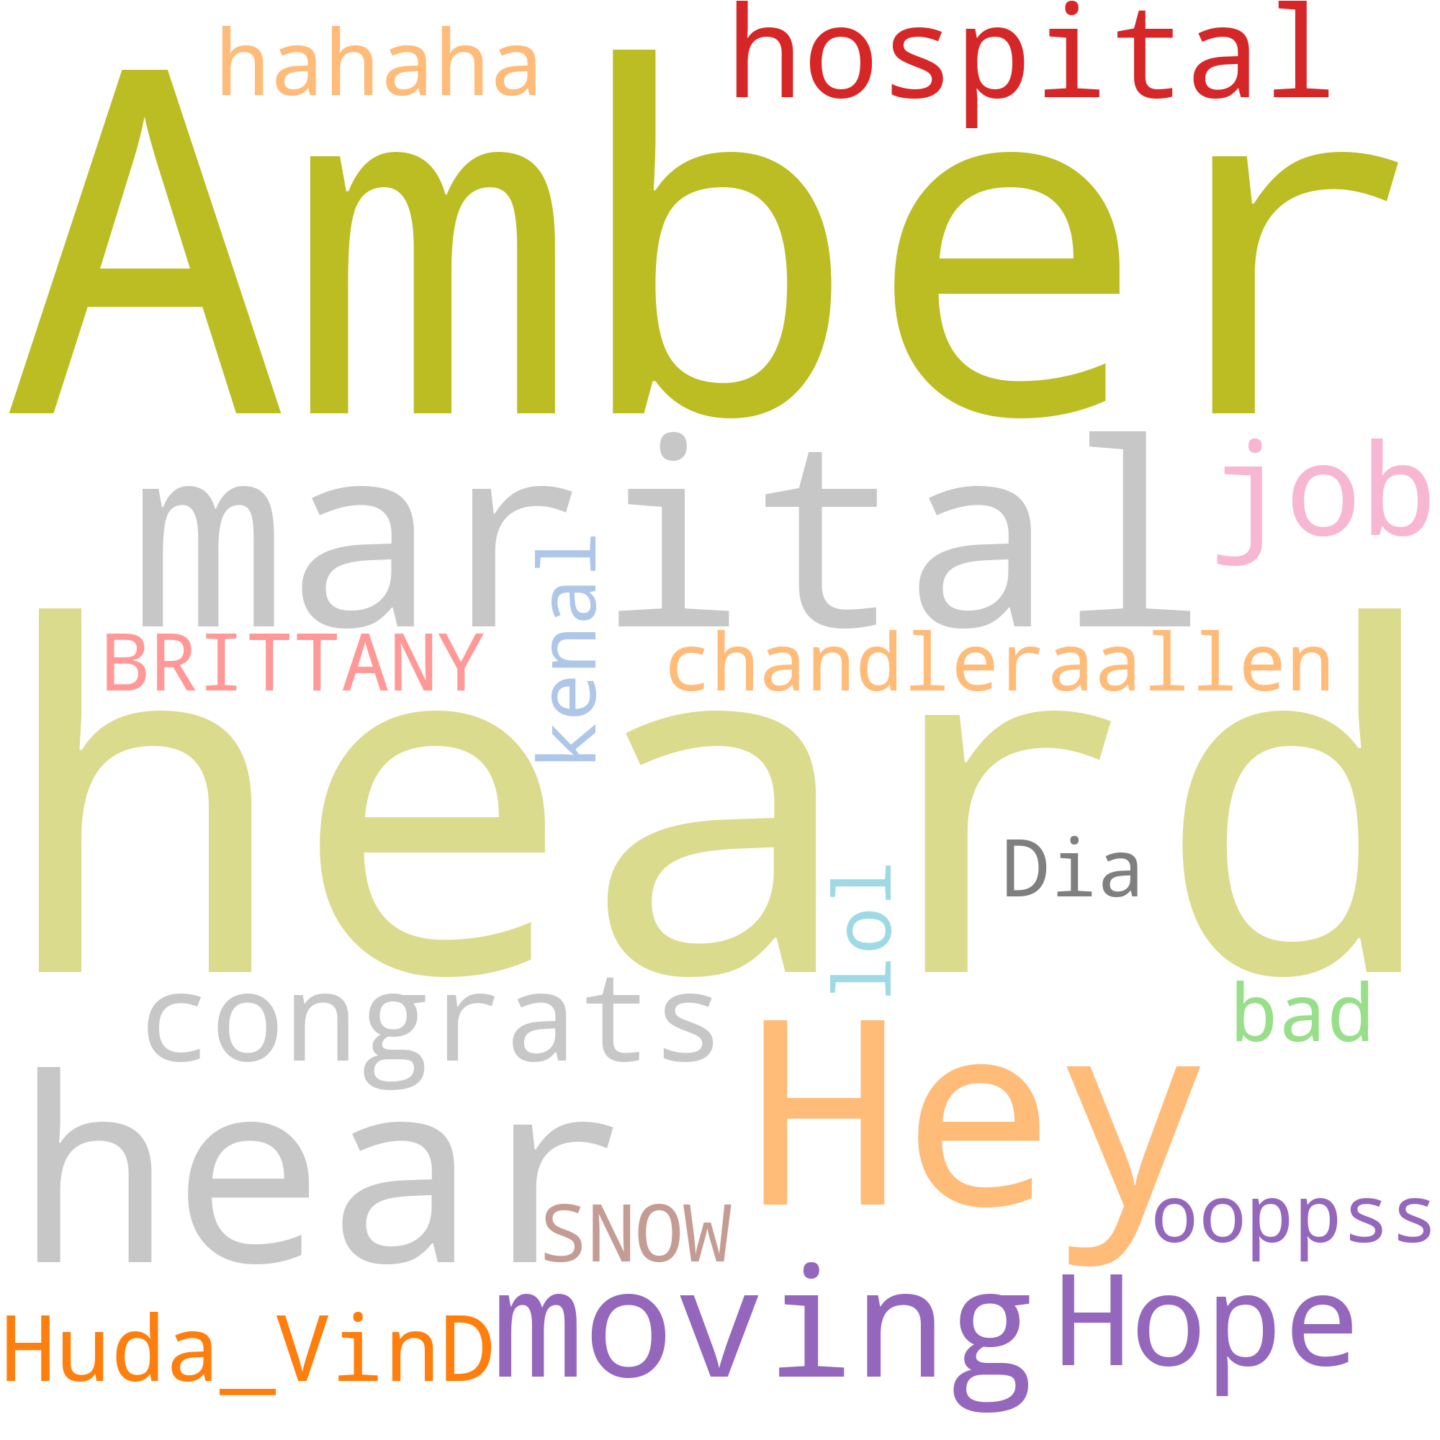 hahaha
hospital
Amber
marital
job
kenal
BRITTANY
chandleraallen
heard
Dia
lol
congrats
bad
hear
Hey
SNOW
ooppss
Huda_VinD
moving
Hope